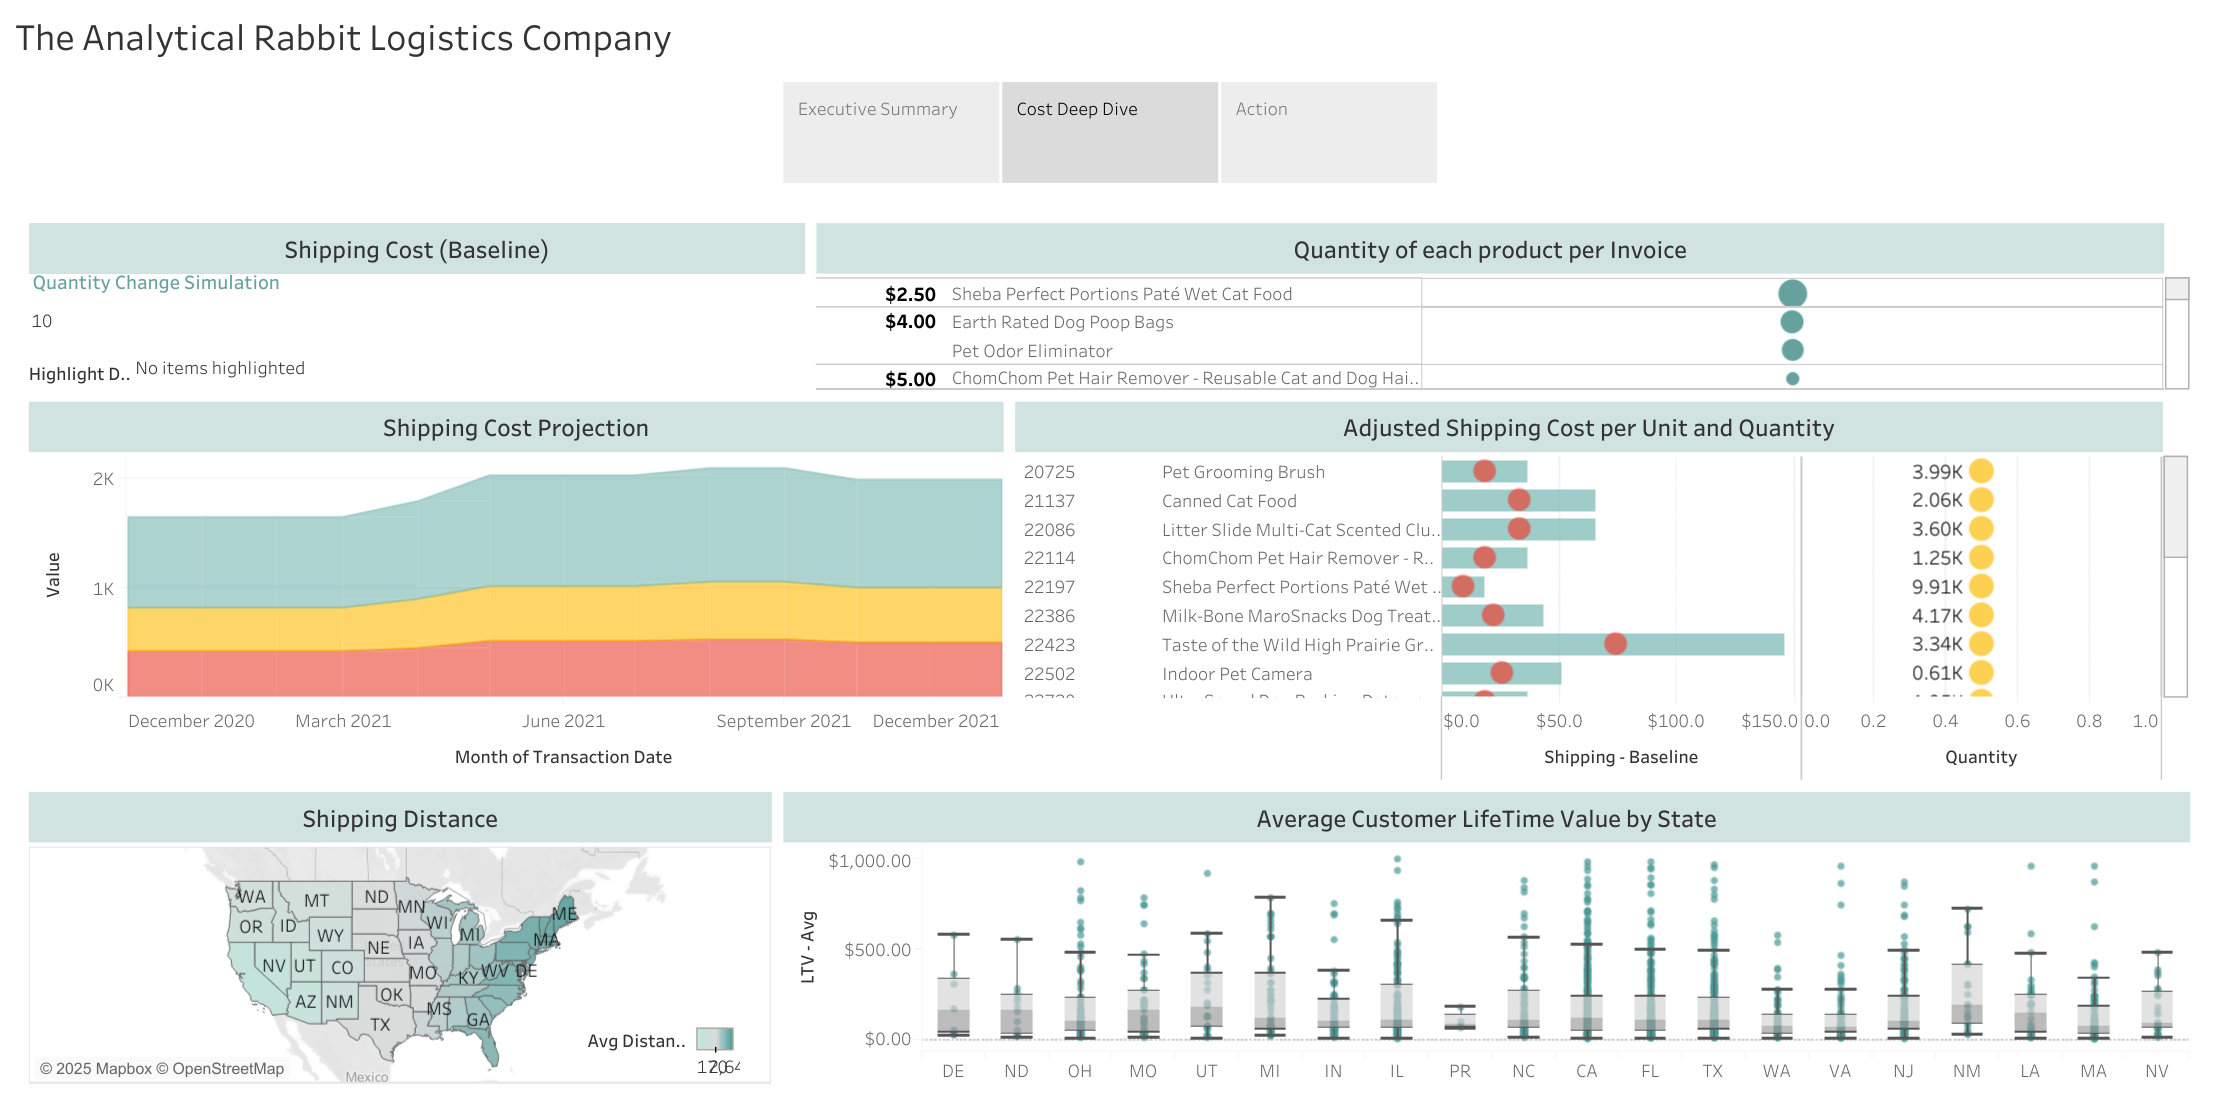 The Analytical Rabbit Logistics Company
Executive Summary
Cost Deep Dive
Action
Shipping Cost (Baseline)
Quantity Change Simulation
10
Highlight D.. No items highlighted
Quantity of each product per Invoice
$2.50 Sheba Perfect Portions Paté Wet Cat Food
$4.00 Earth Rated Dog Poop Bags
Pet Odor Eliminator
$5.00 ChomChom Pet Hair Remover - Reusable Cat and Dog Hai..
Shipping Cost Projection
Value
2K
1K
0K
December 2020 March 2021 June 2021 September 2021 December 2021
Month of Transaction Date
Adjusted Shipping Cost per Unit and Quantity
20725 Pet Grooming Brush 3.99K
21137 Canned Cat Food 2.06K
22086 Litter Slide Multi-Cat Scented Clu.. 3.60K
22114 ChomChom Pet Hair Remover - R.. 1.25K
22197 Sheba Perfect Portions Paté Wet .. 9.91K
22386 Milk-Bone MaroSnacks Dog Treat.. 4.17K
22423 Taste of the Wild High Prairie Gr.. 3.34K
22502 Indoor Pet Camera 0.61K
$0.0 $50.0 $100.0 $150.0 0.0 0.2 0.4 0.6 0.8 1.0
Shipping - Baseline Quantity
Shipping Distance
WA MT ND MN ME
OR ID WY WI MI MA
NE IA
NV UT CO MO KY WV DE
AZ NM OK MS GA
TX
Mexico
Avg Distan..
© 2025 Mapbox © OpenStreetMap
Average Customer LifeTime Value by State
LTV - Avg
$1,000.00
$500.00
$0.00
DE ND OH MO UT MI IN IL PR NC CA FL TX WA VA NJ NM LA MA NV